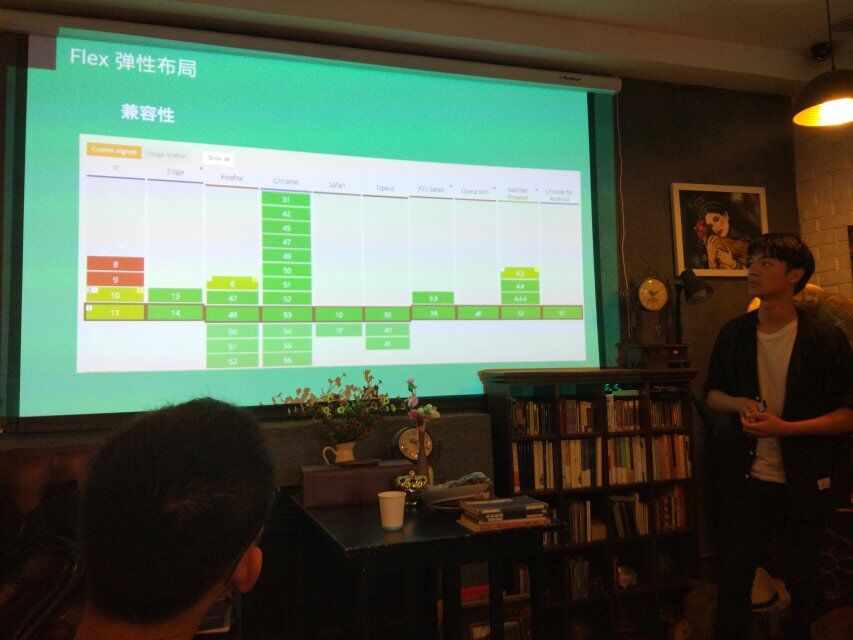 Flex 弹性布局
兼容性
Current aligned Usage relative Show all
IE Edge Firefox Chrome Safari Opera iOS Safari Opera Mini Android Browser Chrome for Android
31
42
45
47
49
8 50
9 6 51 4.3 4.4
10 13 47 52 9.3 4.4.4
11 14 49 53 10 39 10 all 52 51
50 54 TP 40
51 55 41
52 56